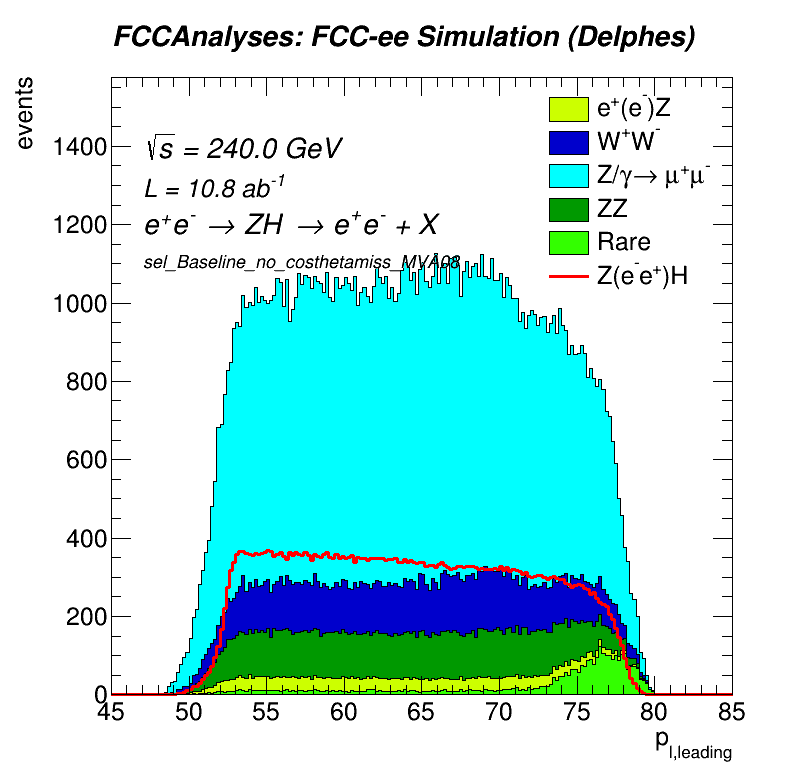 FCCAnalyses: FCC-ee Simulation (Delphes)
events
√s = 240.0 GeV
L = 10.8 ab⁻¹
e⁺e⁻ → ZH → e⁺e⁻ + X
sel_Baseline_no_costhetamiss_MVA08
e⁺(e⁻)Z
W⁺W⁻
Z/γ→ μ⁺μ⁻
ZZ
Rare
Z(e⁻e⁺)H
1400
1200
1000
800
600
400
200
0
45 50 55 60 65 70 75 80 85
p_l,leading